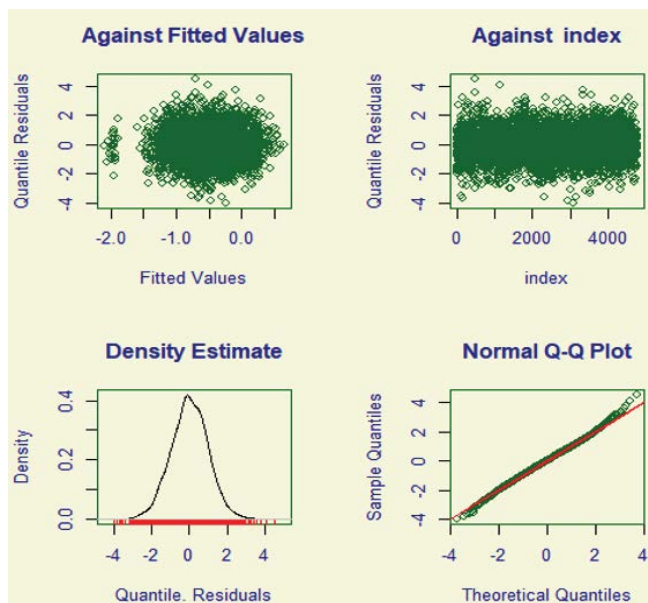 Against Fitted Values
Quantile Residuals
4
2
0
-2
-4
-2.0 -1.0 0.0
Fitted Values
Against index
Quantile Residuals
4
2
0
-2
-4
0 2000 4000
index
Density Estimate
Density
0.4
0.2
0.0
-4 -2 0 2 4
Quantile. Residuals
Normal Q-Q Plot
Sample Quantiles
4
2
0
-2
-4
-4 -2 0 2 4
Theoretical Quantiles